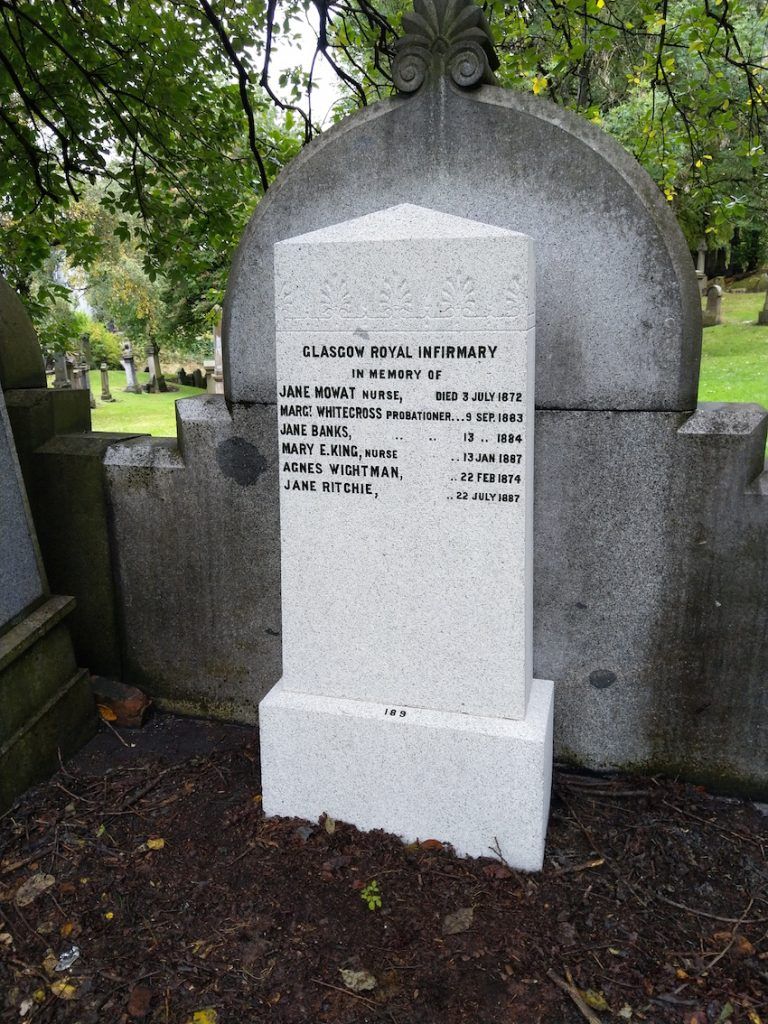 GLASGOW ROYAL INFIRMARY
IN MEMORY OF
JANE MOWAT NURSE, DIED 3 JULY 1872
MARGT. WHITECROSS PROBATIONER... 9 SEP. 1883
JANE BANKS, .. .. 13 .. 1884
MARY E. KING, NURSE .. 13 JAN 1887
AGNES WIGHTMAN, .. 22 FEB 1874
JANE RITCHIE, .. 22 JULY 1887
189